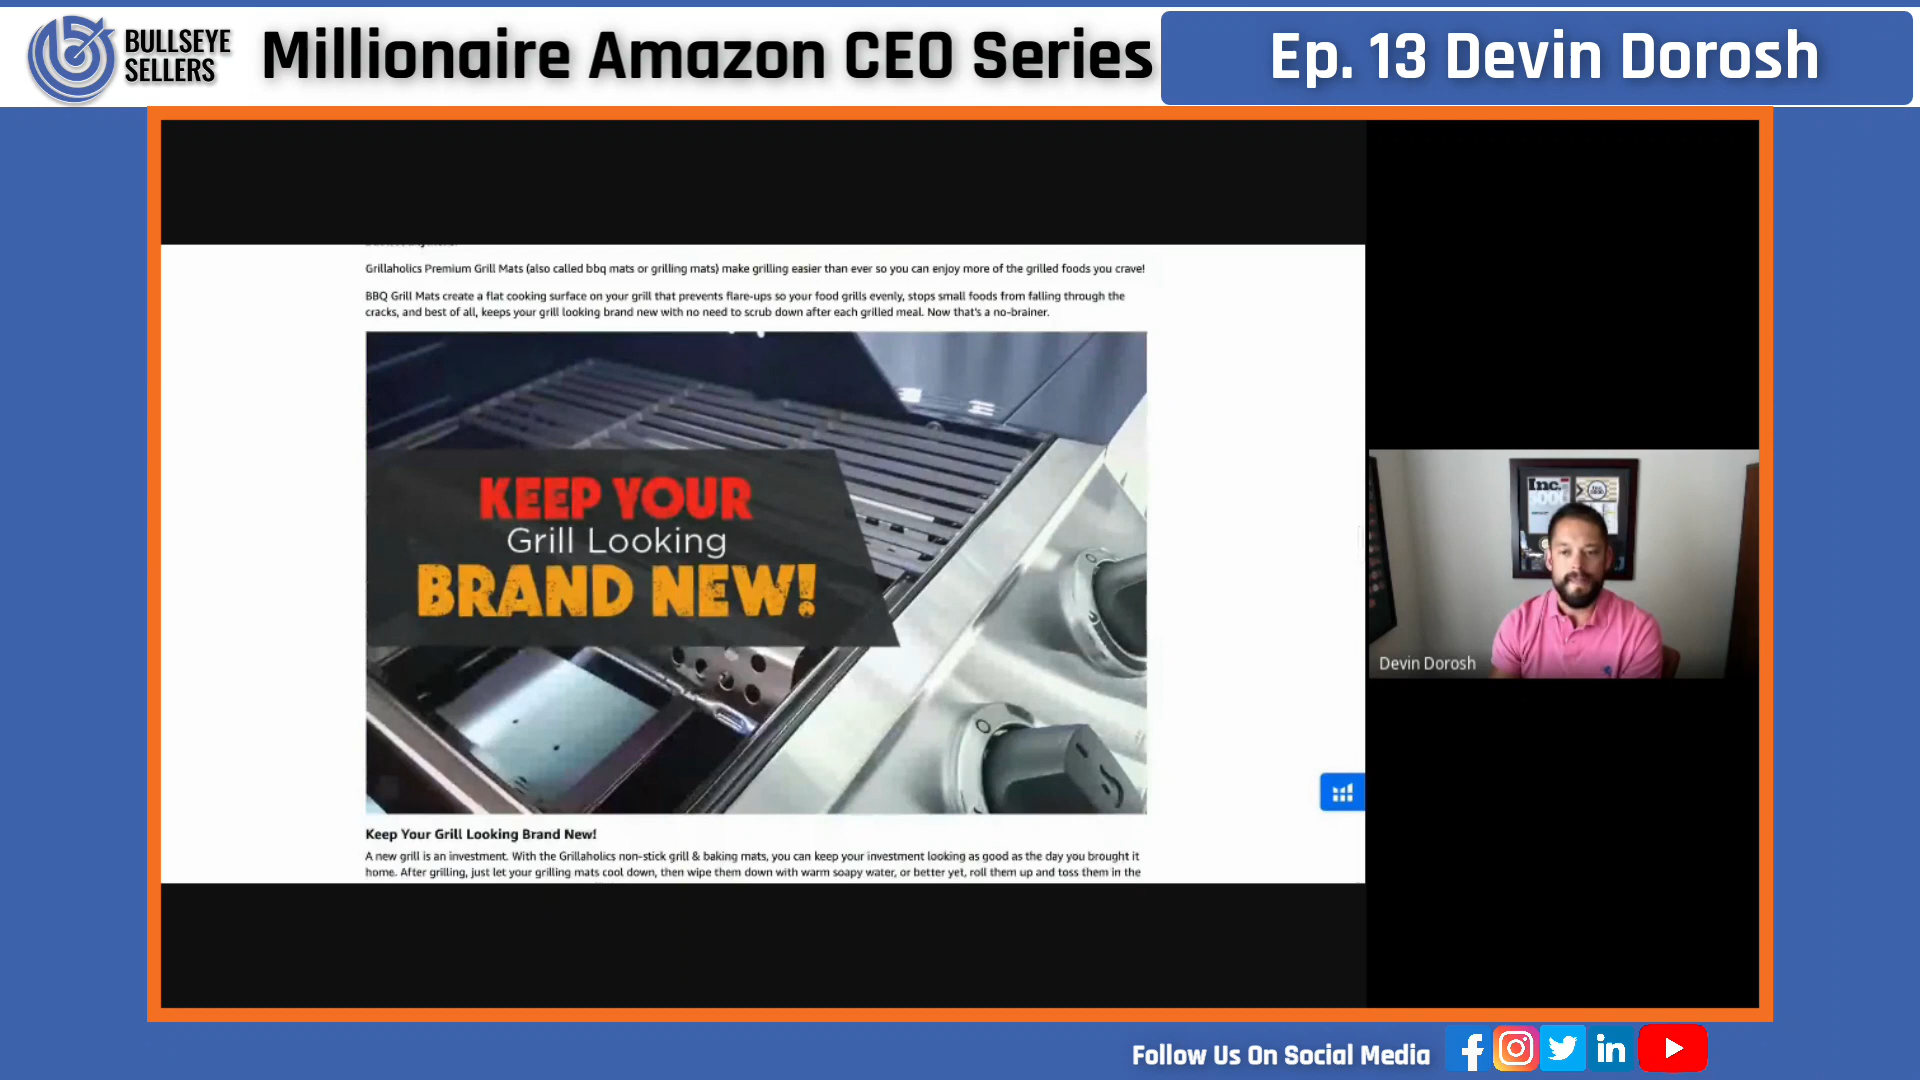 BULLSEYE
SELLERS
Millionaire Amazon CEO Series
Ep. 13 Devin Dorosh
Grillaholics Premium Grill Mats (also called bbq mats or grilling mats) make grilling easier than ever so you can enjoy more of the grilled foods you crave!
BBQ Grill Mats create a flat cooking surface on your grill that prevents flare-ups so your food grills evenly, stops small foods from falling through the
cracks, and best of all, keeps your grill looking brand new with no need to scrub down after each grilled meal. Now that's a no-brainer.
KEEP YOUR
Grill Looking
BRAND NEW!
Keep Your Grill Looking Brand New!
A new grill is an investment. With the Grillaholics non-stick grill & baking mats, you can keep your investment looking as good as the day you brought it
home. After grilling, just let your grilling mats cool down, then wipe them down with warm soapy water, or better yet, roll them up and toss them in the
Inc.
5000
Devin Dorosh
Follow Us On Social Media